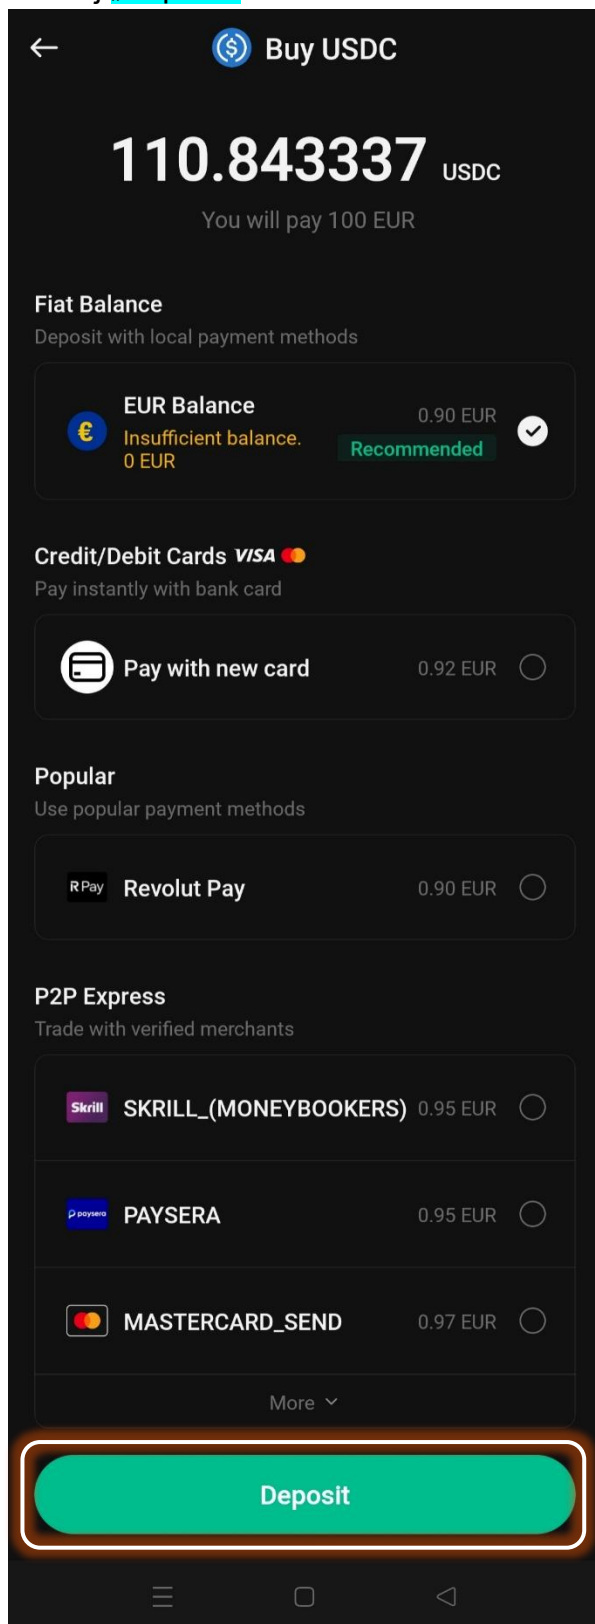 Buy USDC
110.843337 USDC
You will pay 100 EUR
Fiat Balance
Deposit with local payment methods
€
EUR Balance
0.90 EUR
Insufficient balance.
0 EUR
Recommended
Credit/Debit Cards VISA
Pay instantly with bank card
Pay with new card 0.92 EUR
Popular
Use popular payment methods
R Pay Revolut Pay 0.90 EUR
P2P Express
Trade with verified merchants
Skrill SKRILL_(MONEYBOOKERS) 0.95 EUR
paysera PAYSERA 0.95 EUR
MASTERCARD_SEND 0.97 EUR
More
Deposit